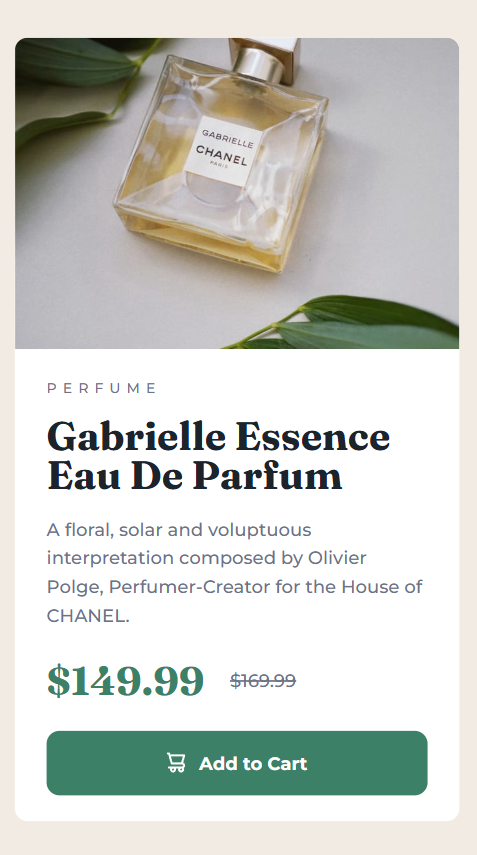 GABRIELLE
CHANEL
PARIS
PERFUME
Gabrielle Essence
Eau De Parfum
A floral, solar and voluptuous
interpretation composed by Olivier
Polge, Perfumer-Creator for the House of
CHANEL.
$149.99 $169.99
Add to Cart